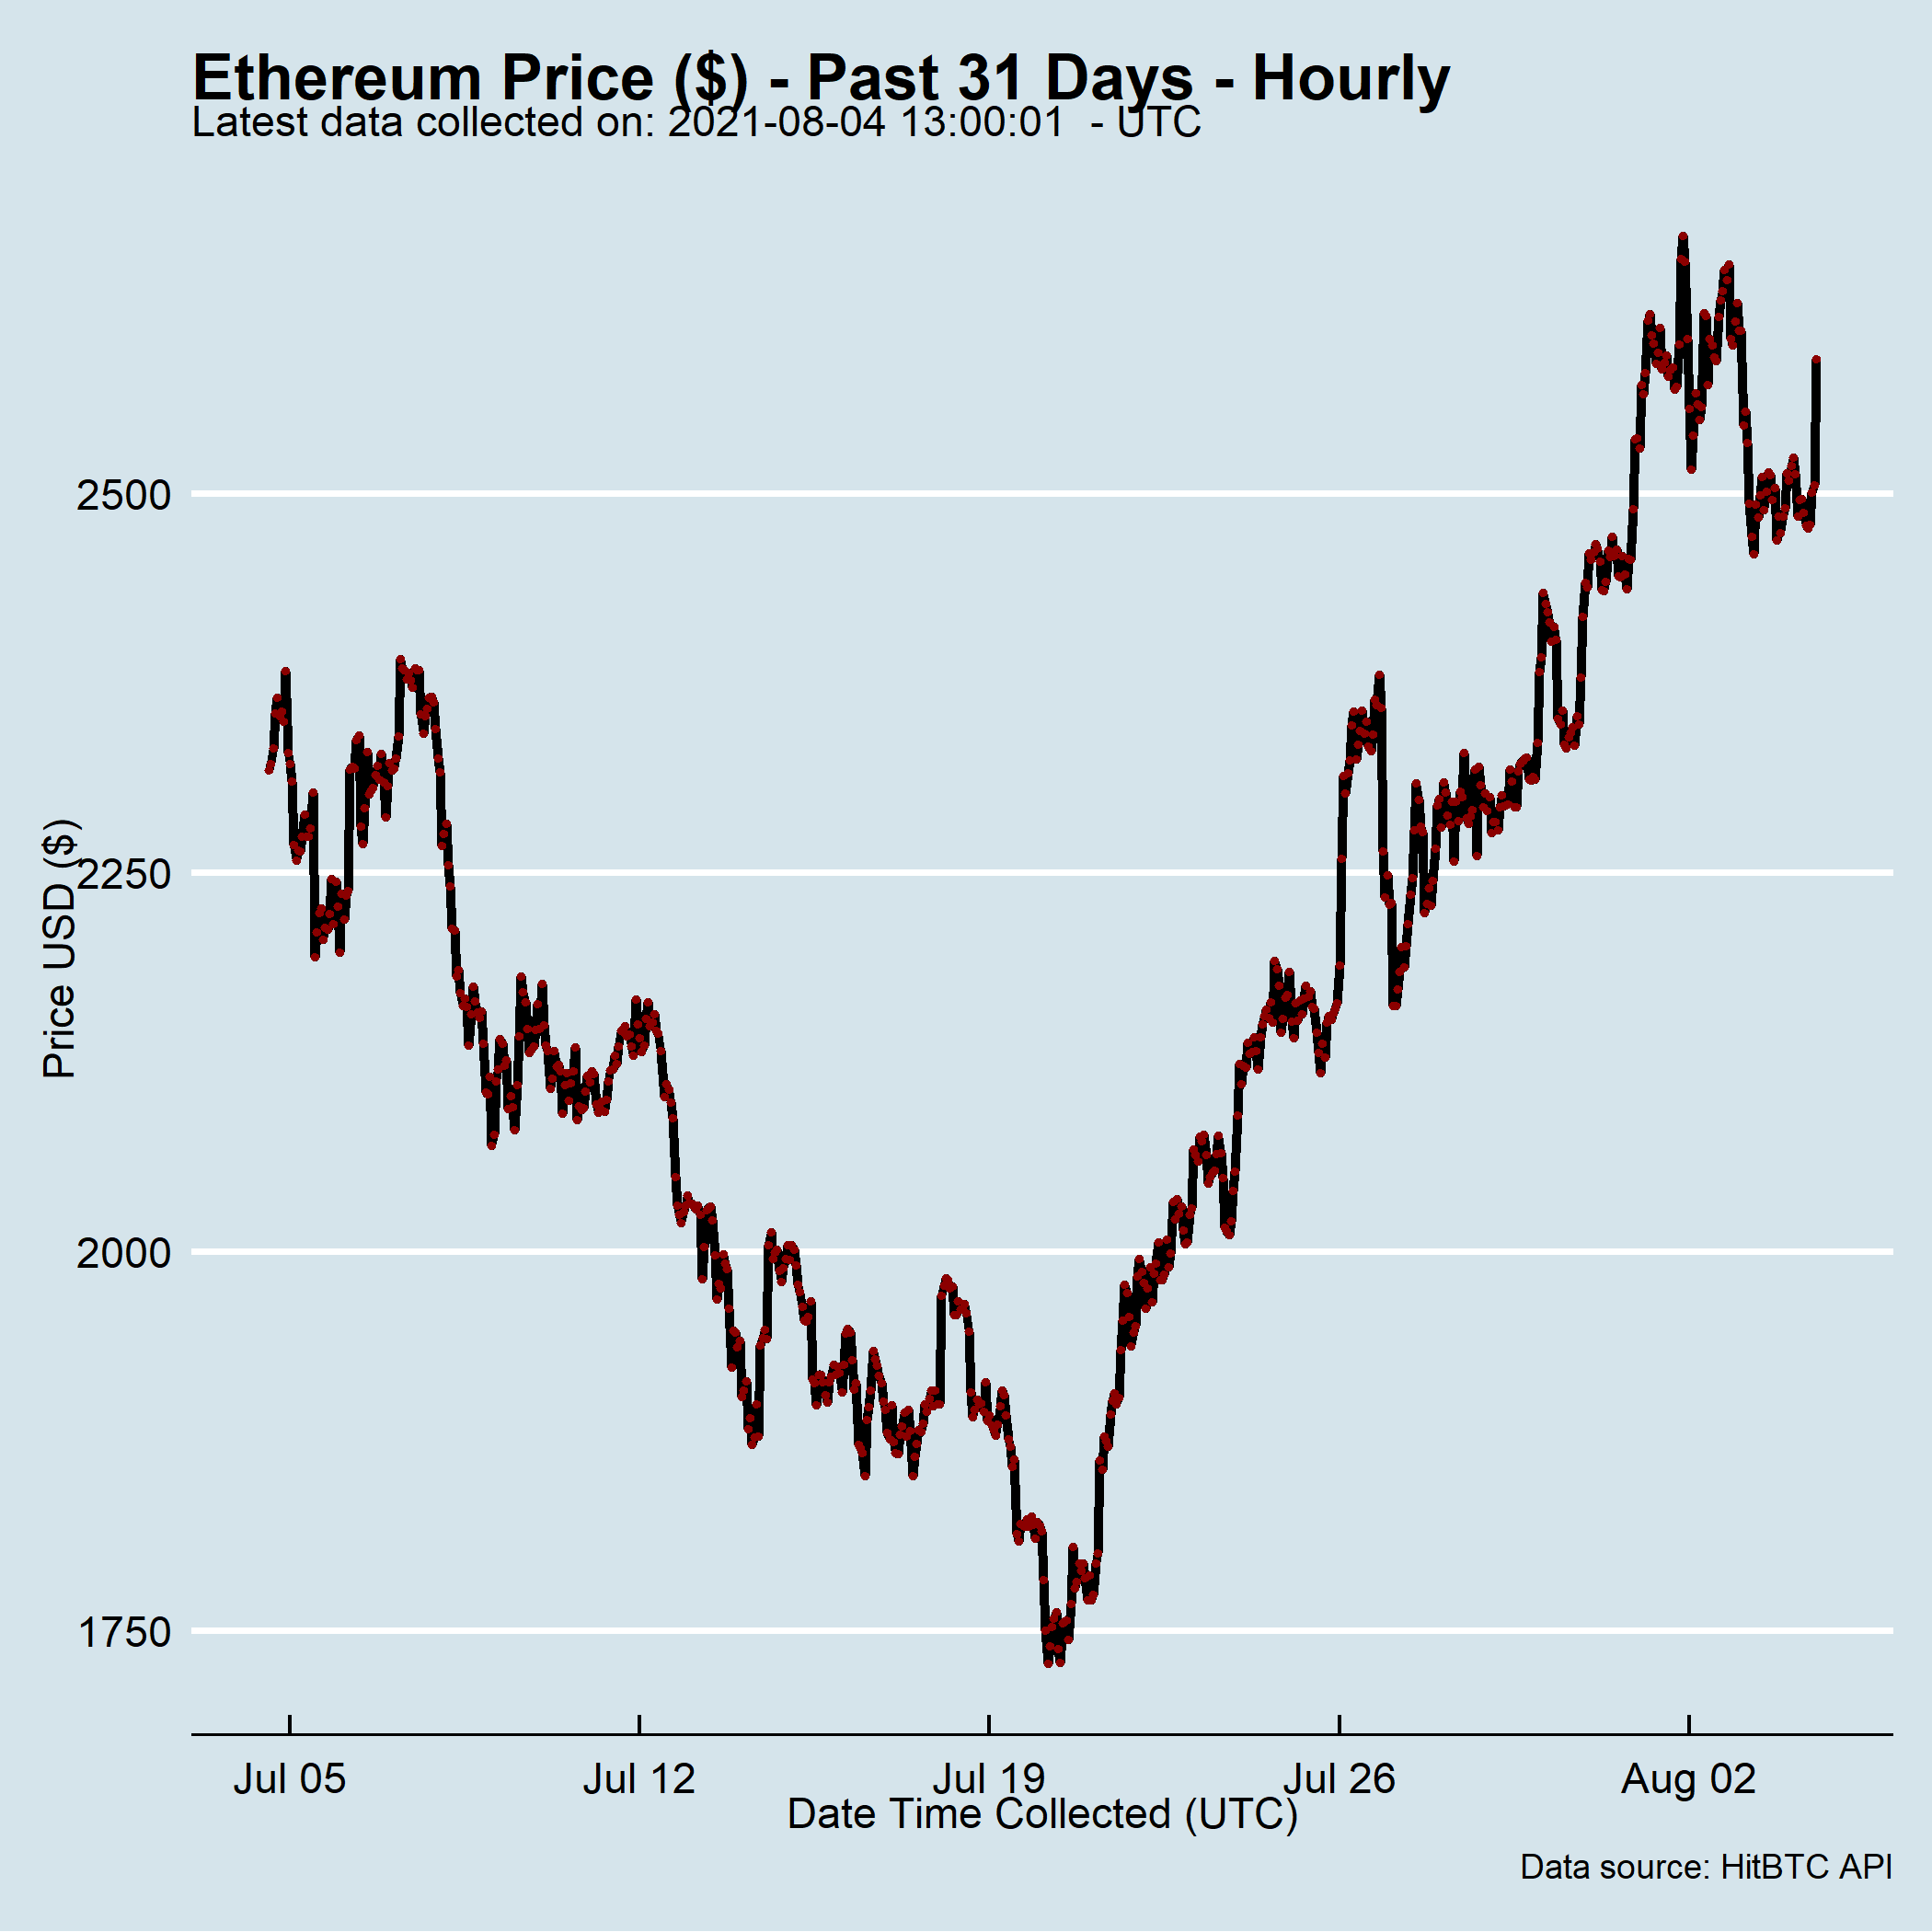 Ethereum Price ($) - Past 31 Days - Hourly
Latest data collected on: 2021-08-04 13:00:01  - UTC
Price USD ($)
2500
2250
2000
1750
Jul 05 Jul 12 Jul 19 Jul 26 Aug 02
Date Time Collected (UTC)
Data source: HitBTC API